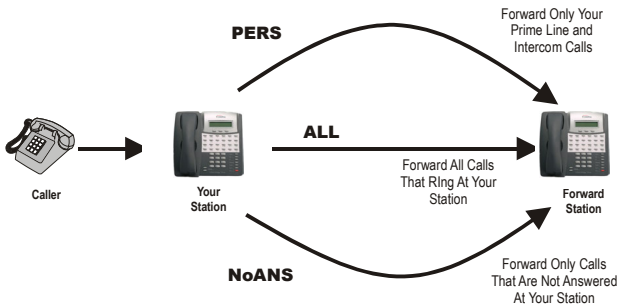 PERS
Forward Only Your
Prime Line and
Intercom Calls
Caller
Your
Station
ALL
Forward All Calls
That RIng At Your
Station
Forward
Station
NoANS
Forward Only Calls
That Are Not Answered
At Your Station